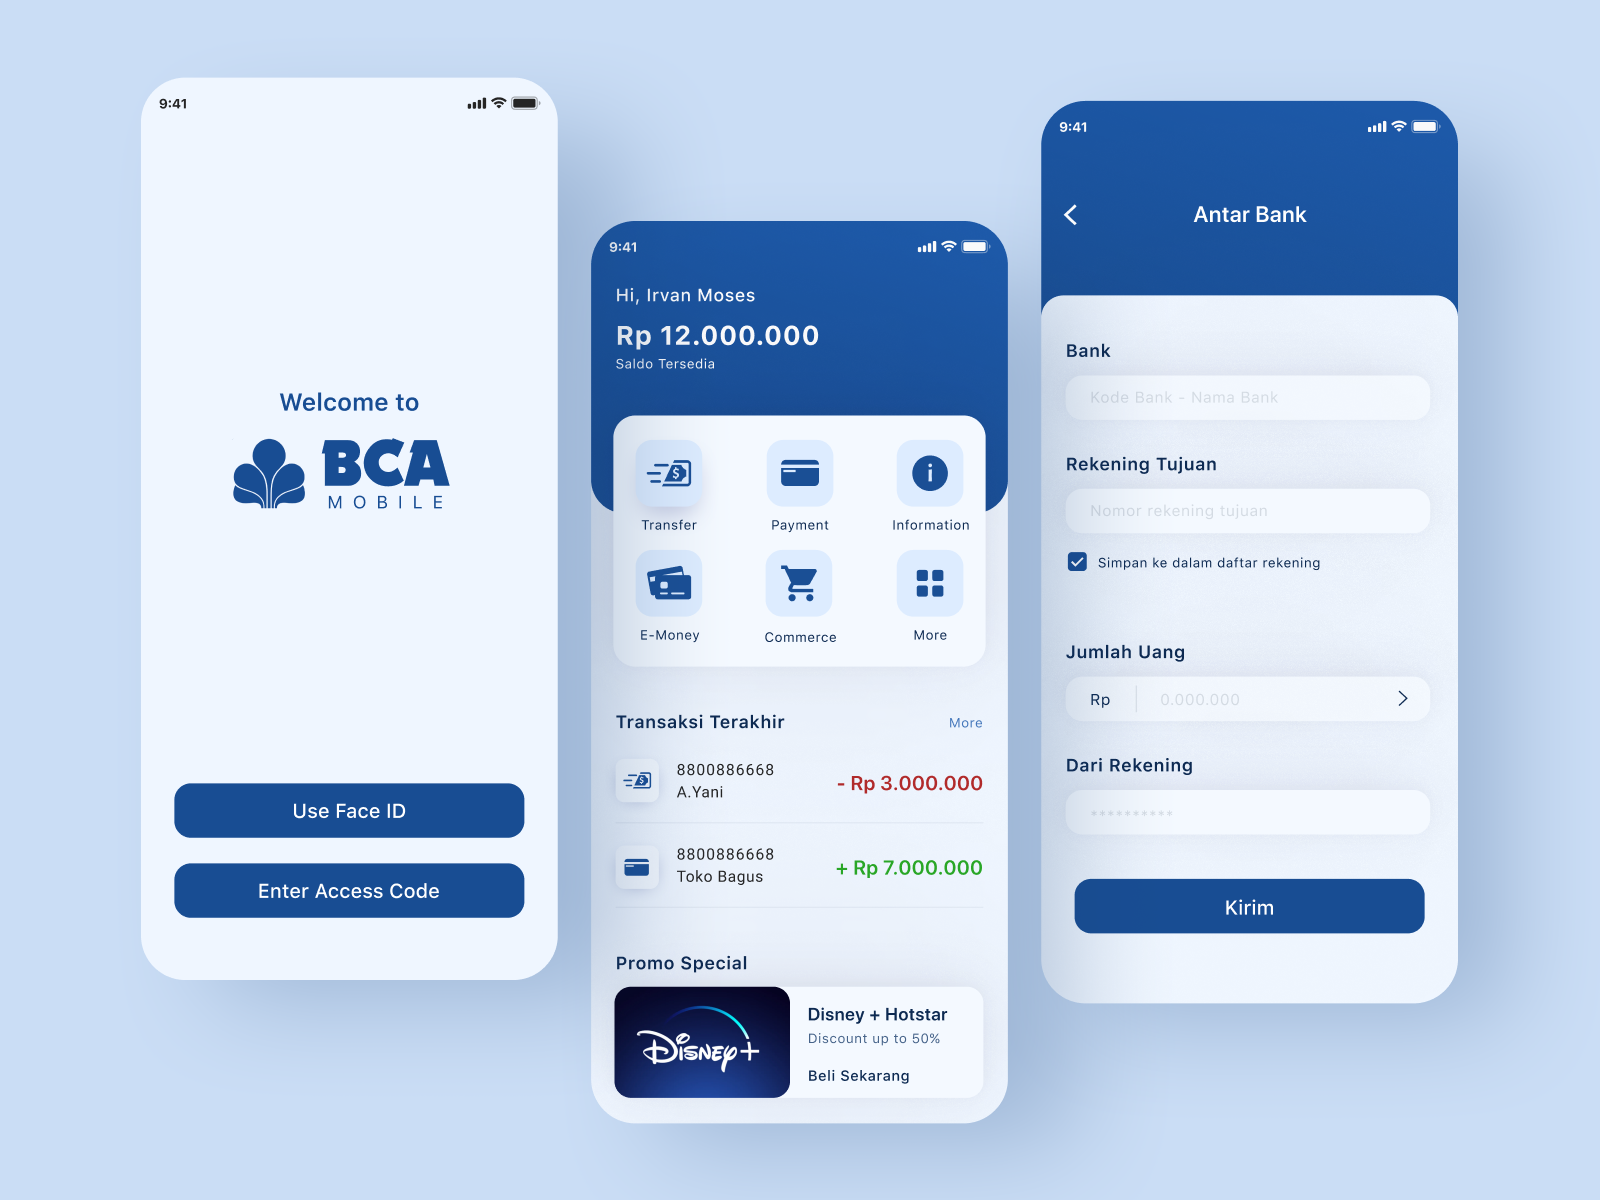 9:41
Welcome to
BCA
MOBILE
Use Face ID
Enter Access Code
9:41
Hi, Irvan Moses
Rp 12.000.000
Saldo Tersedia
Transfer
Payment
Information
E-Money
Commerce
More
Transaksi Terakhir
More
8800886668
A.Yani
- Rp 3.000.000
8800886668
Toko Bagus
+ Rp 7.000.000
Promo Special
Disney+
Disney + Hotstar
Discount up to 50%
Beli Sekarang
9:41
Antar Bank
Bank
Kode Bank - Nama Bank
Rekening Tujuan
Nomor rekening tujuan
Simpan ke dalam daftar rekening
Jumlah Uang
Rp
0.000.000
Dari Rekening
**********
Kirim